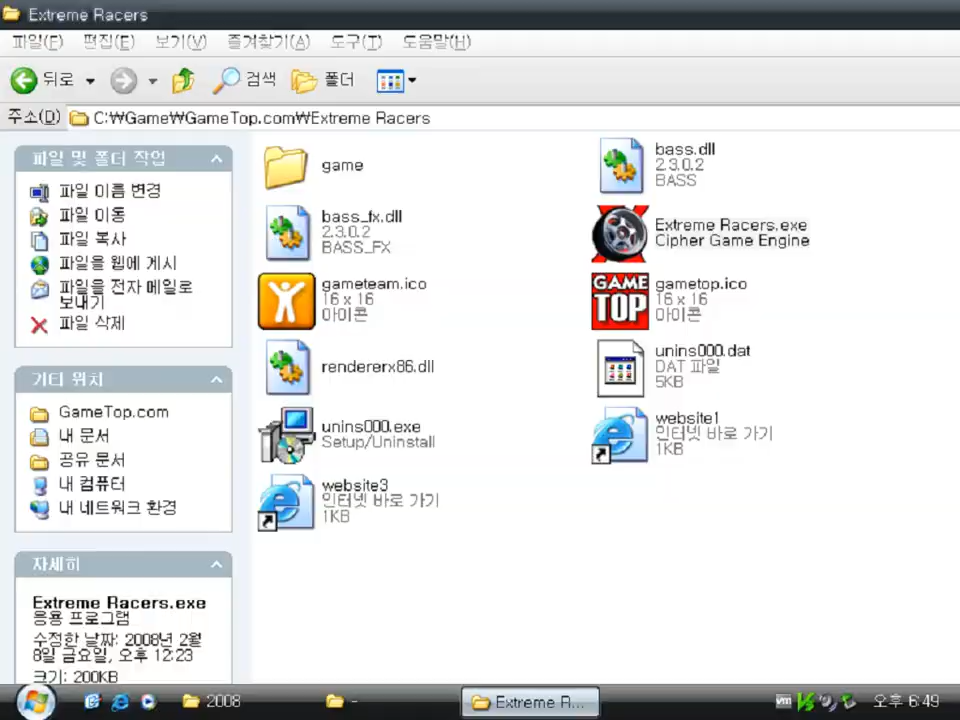 Extreme Racers
파일(F) 편집(E) 보기(V) 즐겨찾기(A) 도구(T) 도움말(H)
뒤로 검색 폴더
주소(D) C:₩Game₩GameTop.com₩Extreme Racers
파일 및 폴더 작업
파일 이름 변경
파일 이동
파일 복사
파일을 웹에 게시
파일을 전자 메일로
보내기
파일 삭제
기타 위치
GameTop.com
내 문서
공유 문서
내 컴퓨터
내 네트워크 환경
자세히
Extreme Racers.exe
응용 프로그램
수정한 날짜: 2008년 2월
8일 금요일, 오후 12:23
크기: 200KB
game
bass.dll
2.3.0.2
BASS
bass_fx.dll
2.3.0.2
BASS_FX
Extreme Racers.exe
Cipher Game Engine
gameteam.ico
16 x 16
아이콘
GAME
TOP
gametop.ico
16 x 16
아이콘
rendererx86.dll
unins000.dat
DAT 파일
5KB
unins000.exe
Setup/Uninstall
website1
인터넷 바로 가기
1KB
website3
인터넷 바로 가기
1KB
2008 - Extreme R... 오후 6:49